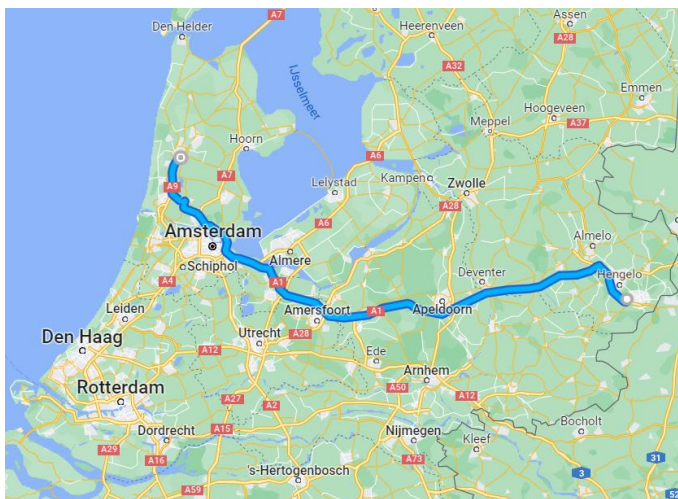 A7
Assen
Den Helder
A28
Heerenveen
IJsselmeer
A32
Emmen
Hoogeveen
Meppel
A37
Hoorn
A6
A7
Kampen
Zwolle
A9
Lelystad
A28
A6
Amsterdam
Almelo
Almere
Schiphol
Deventer
Hengelo
A4
A1
Leiden
Amersfoort
A1
Apeldoorn
Den Haag
Utrecht
A28
A12
Ede
Arnhem
Rotterdam
A50
A12
A27
A2
Dordrecht
A15
Nijmegen
Bocholt
A29
A16
Kleef
A73
31
's-Hertogenbosch
3
A59
52